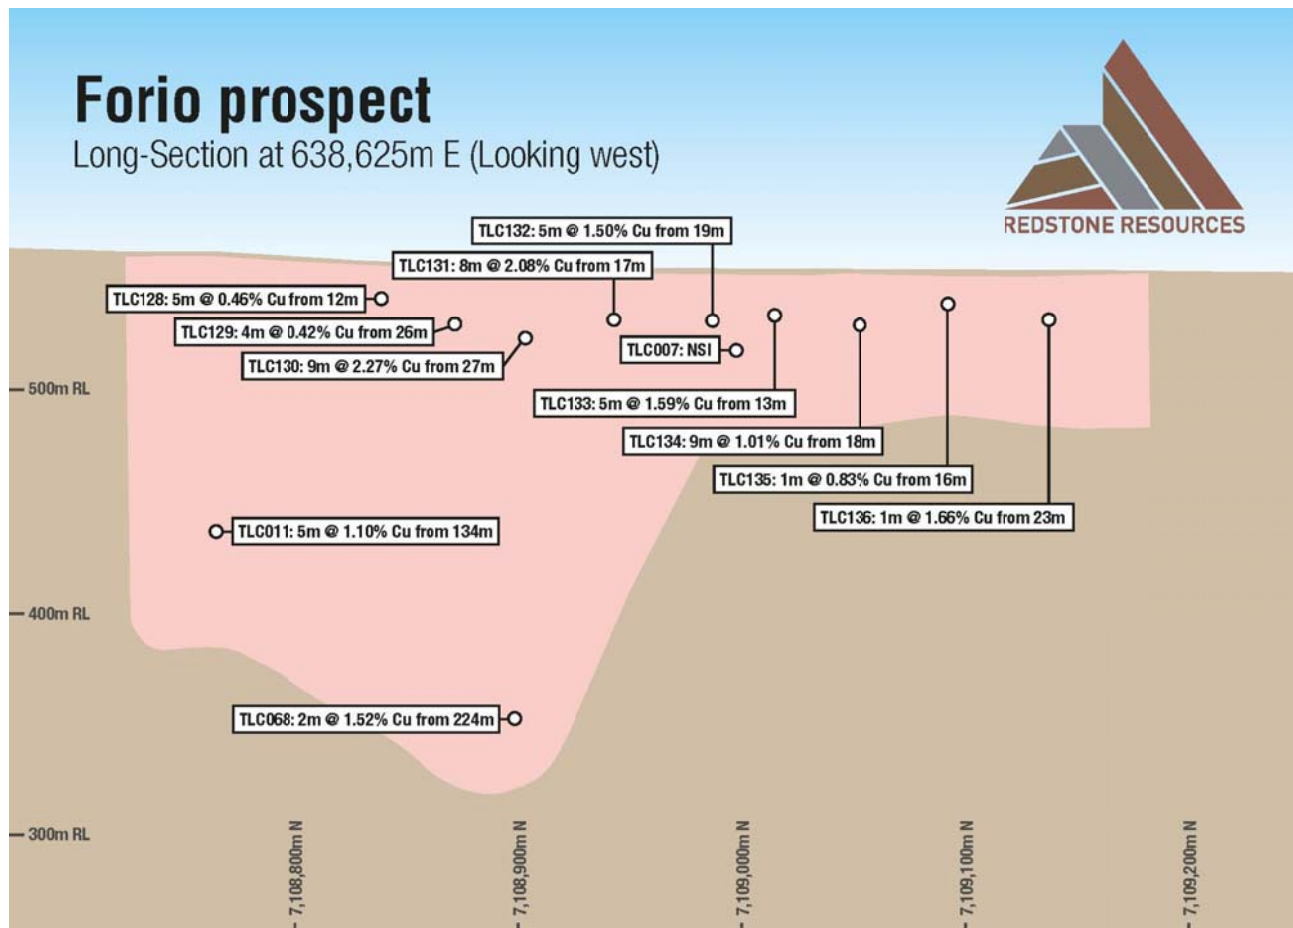 Forio prospect
Long-Section at 638,625m E (Looking west)
REDSTONE RESOURCES
TLC132: 5m @ 1.50% Cu from 19m
TLC131: 8m @ 2.08% Cu from 17m
TLC128: 5m @ 0.46% Cu from 12m
TLC129: 4m @ 0.42% Cu from 26m
TLC130: 9m @ 2.27% Cu from 27m
TLC007: NSI
500m RL
TLC133: 5m @ 1.59% Cu from 13m
TLC134: 9m @ 1.01% Cu from 18m
TLC135: 1m @ 0.83% Cu from 16m
TLC136: 1m @ 1.66% Cu from 23m
TLC011: 5m @ 1.10% Cu from 134m
400m RL
TLC068: 2m @ 1.52% Cu from 224m
300m RL
7,108,800m N
7,108,900m N
7,109,000m N
7,109,100m N
7,109,200m N